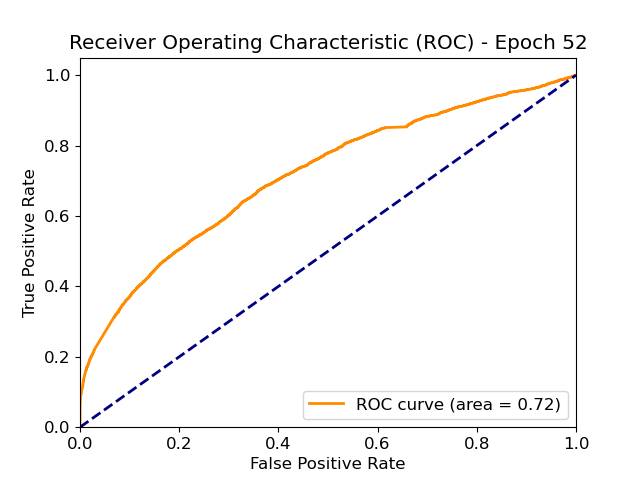 Receiver Operating Characteristic (ROC) - Epoch 52
True Positive Rate
1.0
0.8
0.6
0.4
0.2
0.0
ROC curve (area = 0.72)
0.0 0.2 0.4 0.6 0.8 1.0
False Positive Rate